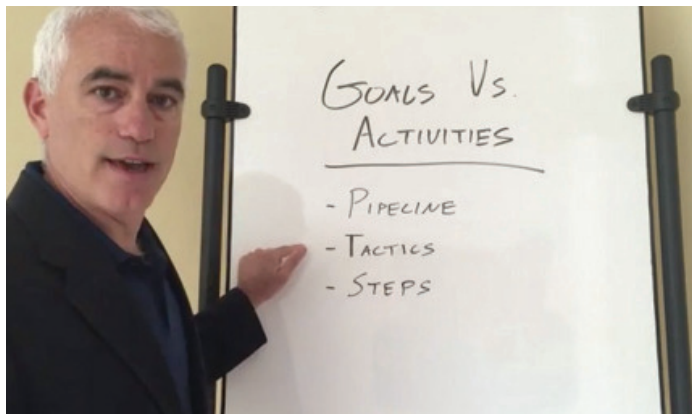 Goals Vs.
Activities
- Pipeline
- Tactics
- Steps